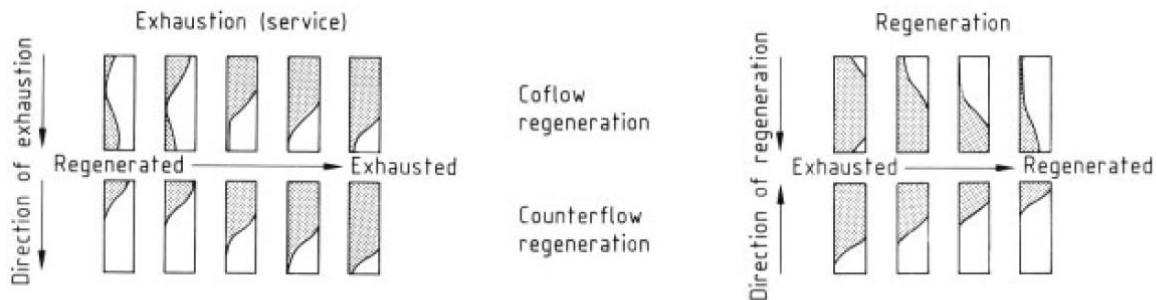 Exhaustion (service)
Regeneration
Direction of exhaustion
Coflow
regeneration
Direction of regeneration
Regenerated
Exhausted
Exhausted
Regenerated
Counterflow
regeneration